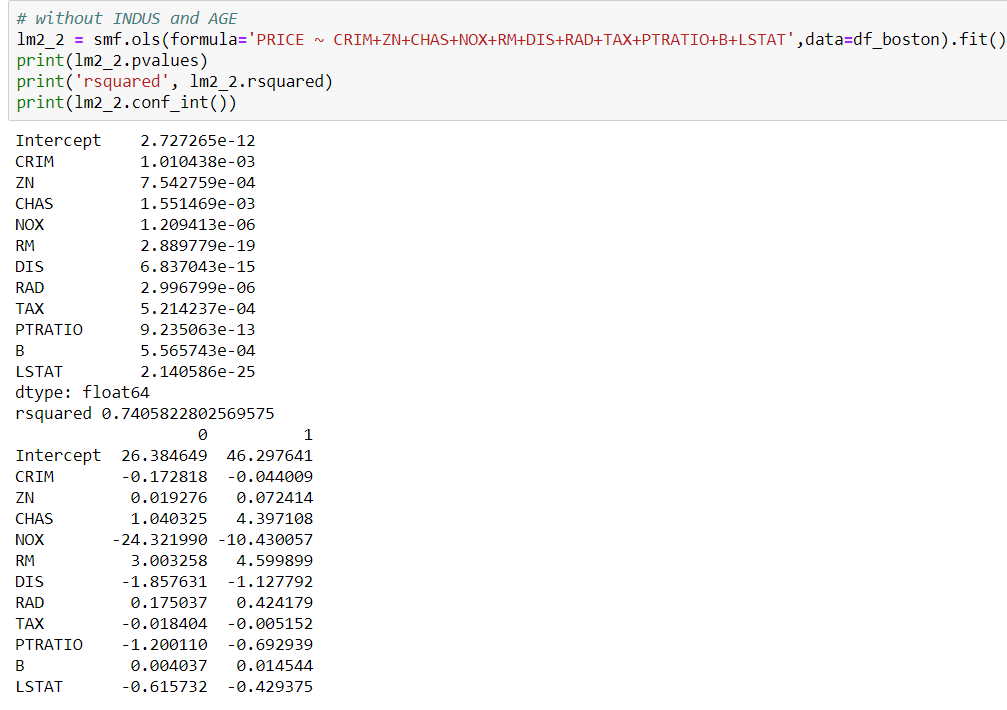 # without INDUS and AGE
lm2_2 = smf.ols(formula='PRICE ~ CRIM+ZN+CHAS+NOX+RM+DIS+RAD+TAX+PTRATIO+B+LSTAT',data=df_boston).fit()
print(lm2_2.pvalues)
print('rsquared', lm2_2.rsquared)
print(lm2_2.conf_int())
Intercept    2.727265e-12
CRIM         1.010438e-03
ZN           7.542759e-04
CHAS         1.551469e-03
NOX          1.209413e-06
RM           2.889779e-19
DIS          6.837043e-15
RAD          2.996799e-06
TAX          5.214237e-04
PTRATIO      9.235063e-13
B            5.565743e-04
LSTAT        2.140586e-25
dtype: float64
rsquared 0.7405822802569575
                   0          1
Intercept  26.384649  46.297641
CRIM       -0.172818  -0.044009
ZN          0.019276   0.072414
CHAS        1.040325   4.397108
NOX       -24.321990 -10.430057
RM          3.003258   4.599899
DIS        -1.857631  -1.127792
RAD         0.175037   0.424179
TAX        -0.018404  -0.005152
PTRATIO    -1.200110  -0.692939
B           0.004037   0.014544
LSTAT      -0.615732  -0.429375